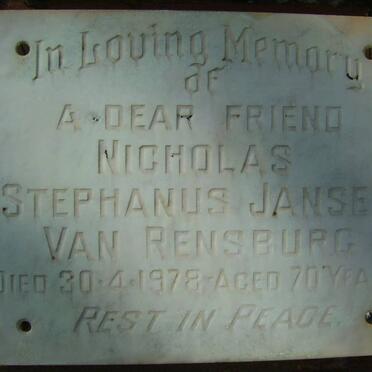 In Loving Memory
of
A DEAR FRIEND
NICHOLAS
STEPHANUS JANSE
VAN RENSBURG
DIED 30·4·1978·AGED 70 YEA
REST IN PEACE.